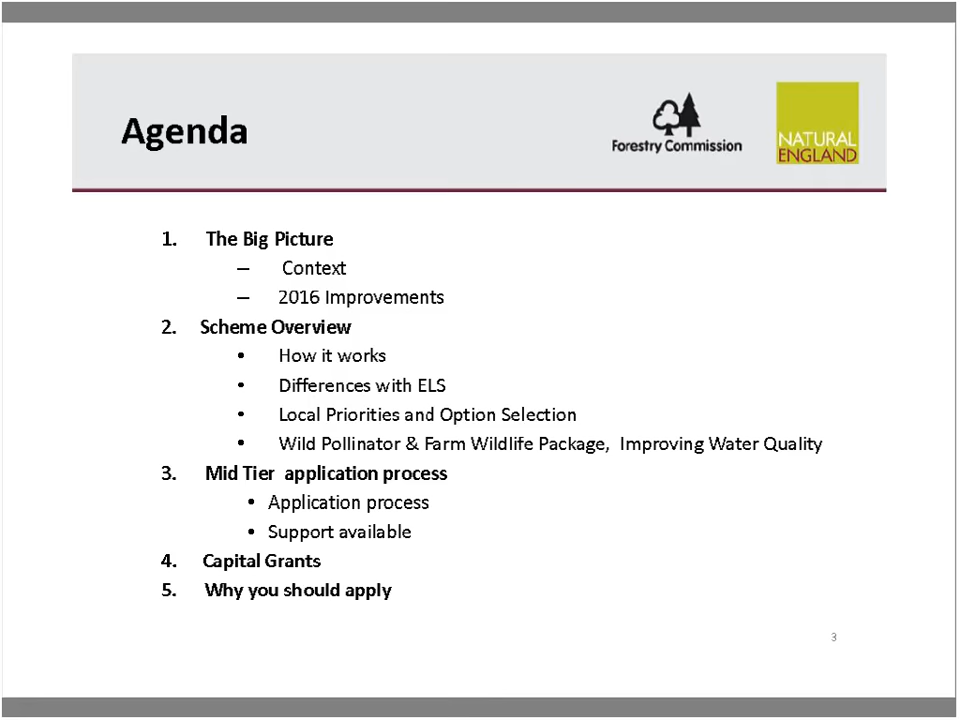 Agenda
Forestry Commission
NATURAL
ENGLAND
1. The Big Picture
– Context
– 2016 Improvements
2. Scheme Overview
• How it works
• Differences with ELS
• Local Priorities and Option Selection
• Wild Pollinator & Farm Wildlife Package, Improving Water Quality
3. Mid Tier application process
• Application process
• Support available
4. Capital Grants
5. Why you should apply
3